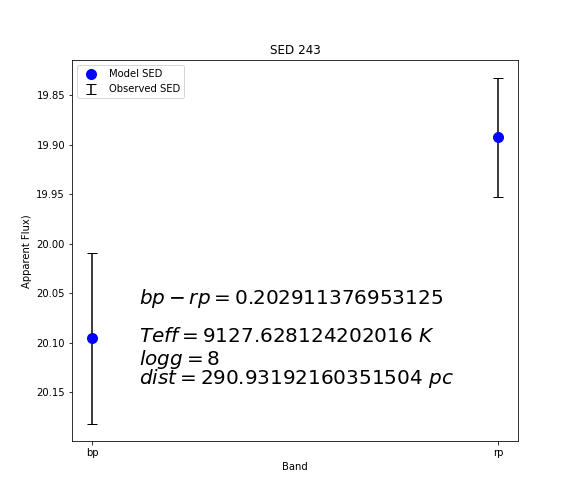 SED 243
Model SED
Observed SED
19.85
19.90
19.95
20.00
20.05
20.10
20.15
Apparent Flux)
bp − rp = 0.202911376953125
Teff = 9127.628124202016 K
logg = 8
dist = 290.93192160351504 pc
bp
rp
Band